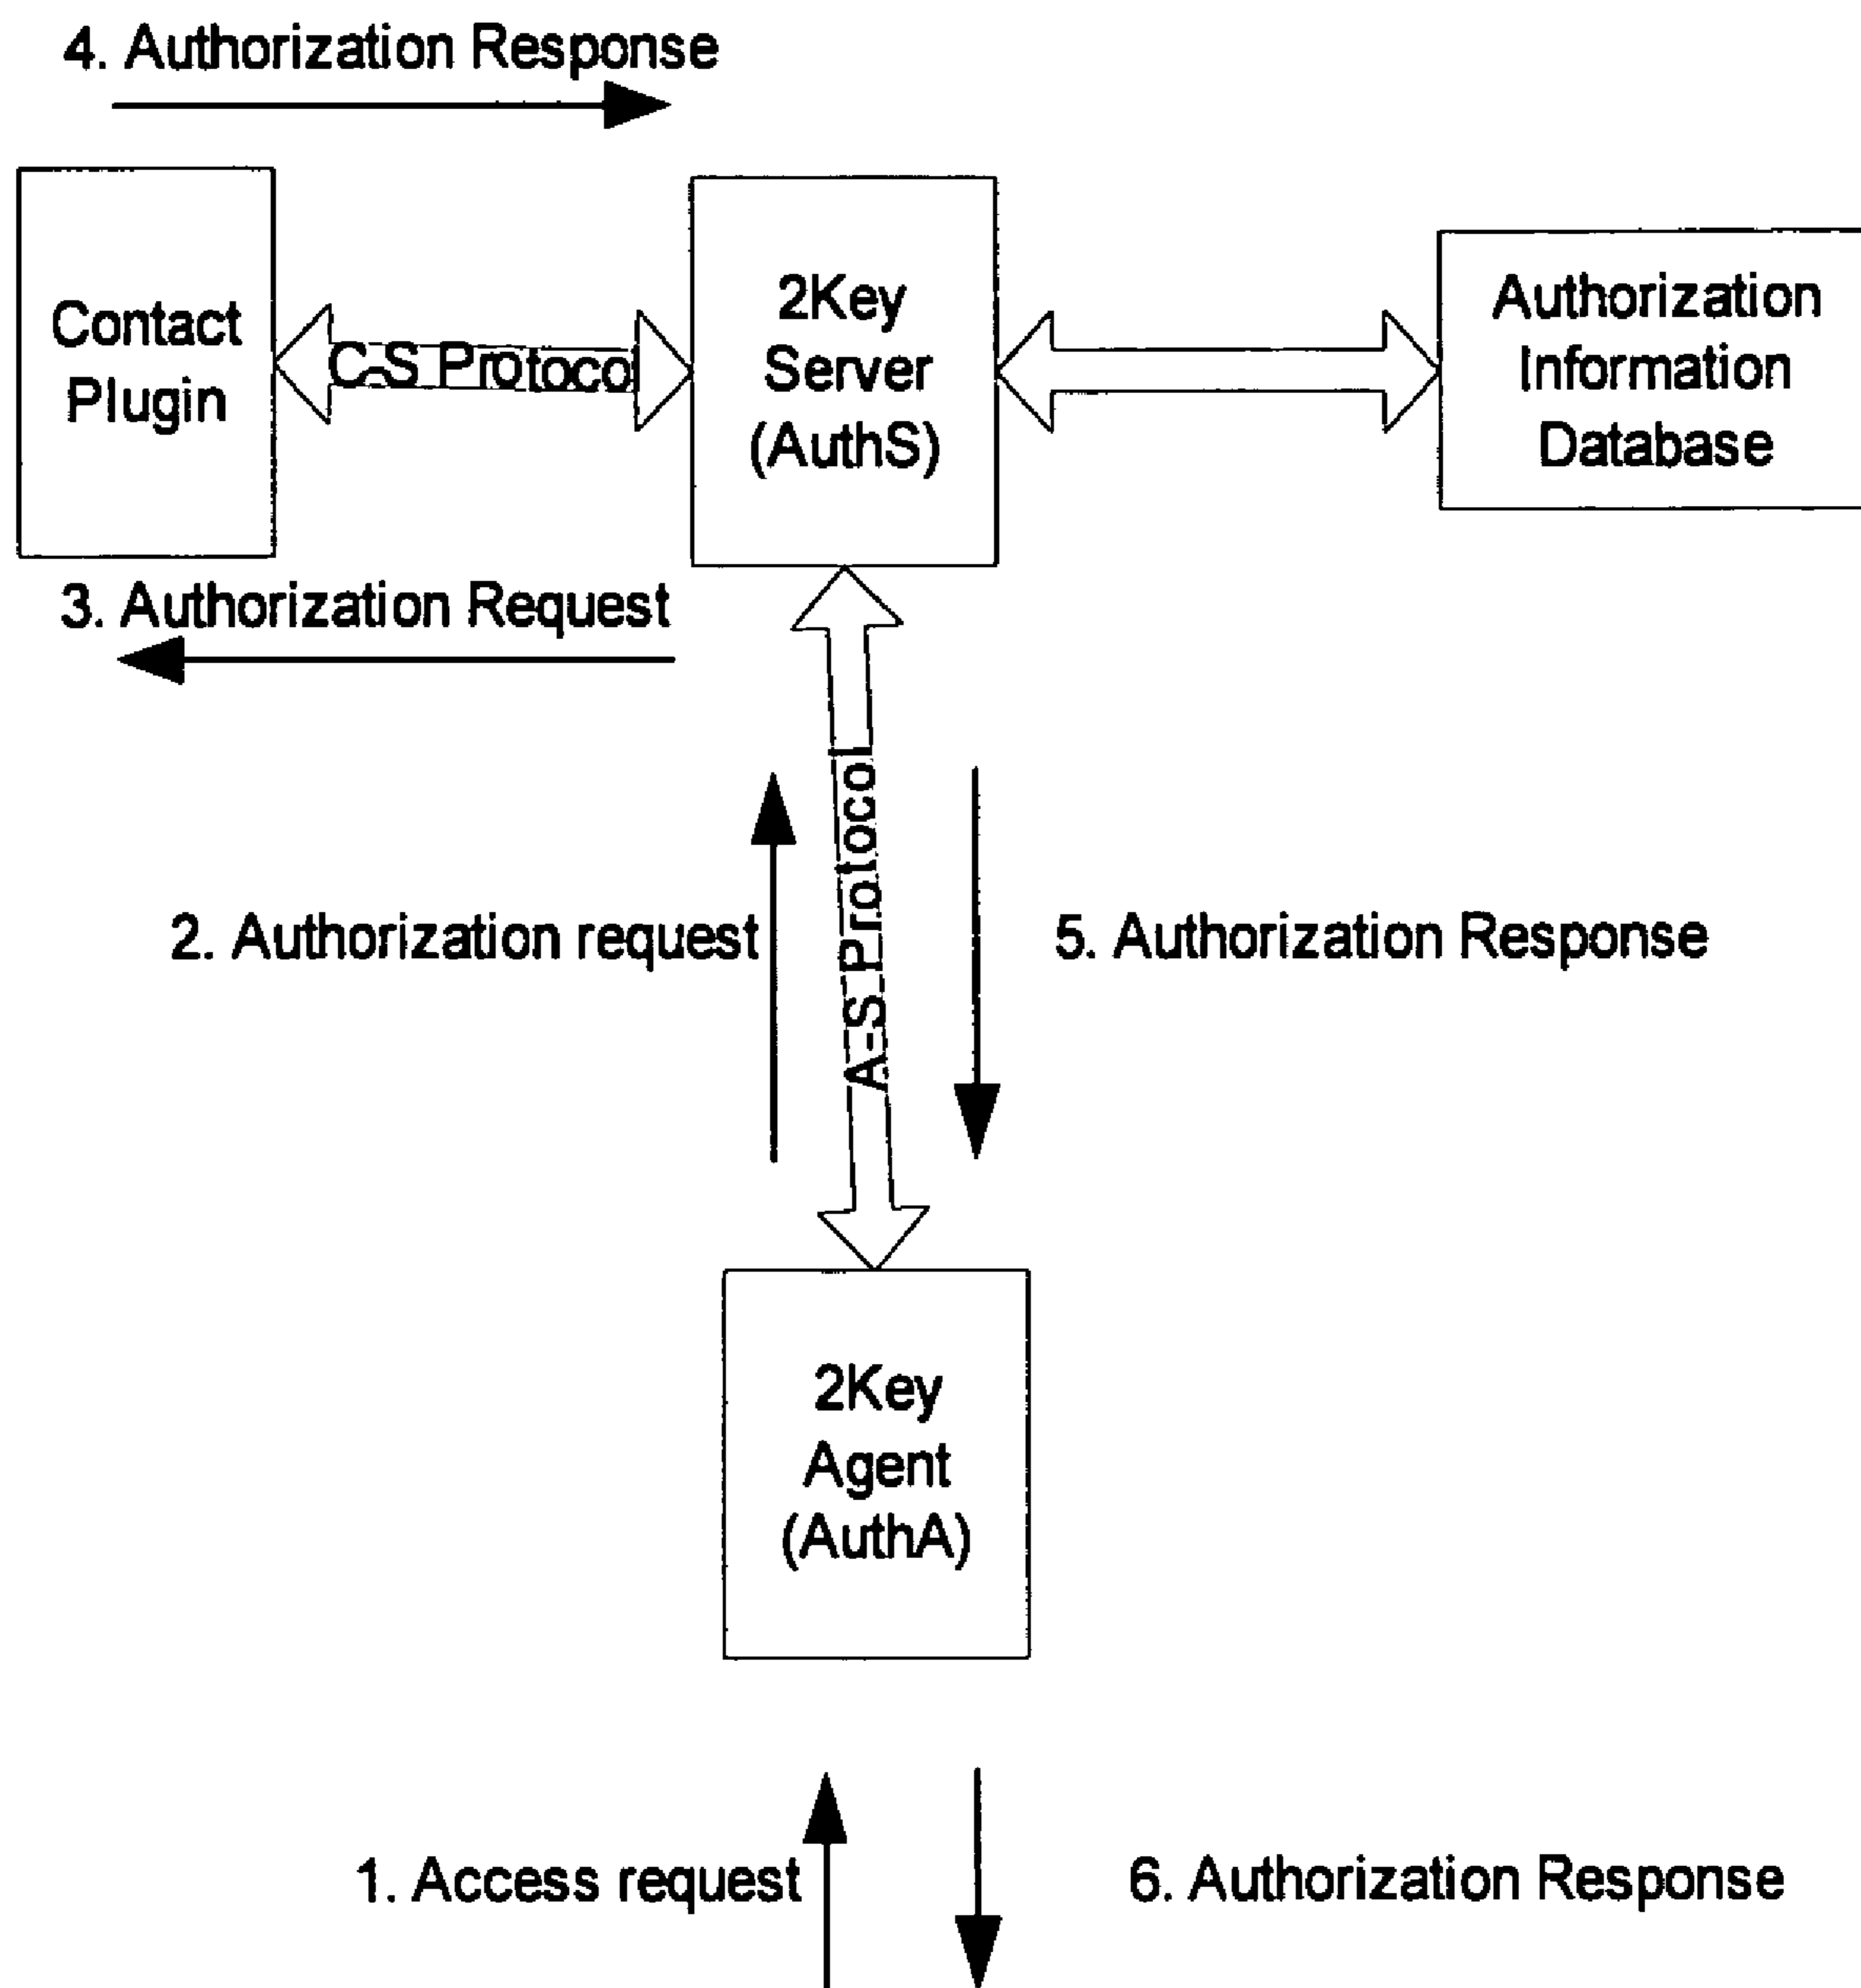 4. Authorization Response
Contact
Plugin
C-S Protocol
2Key
Server
(AuthS)
Authorization
Information
Database
3. Authorization Request
2. Authorization request
A-S Protocol
5. Authorization Response
2Key
Agent
(AuthA)
1. Access request
6. Authorization Response